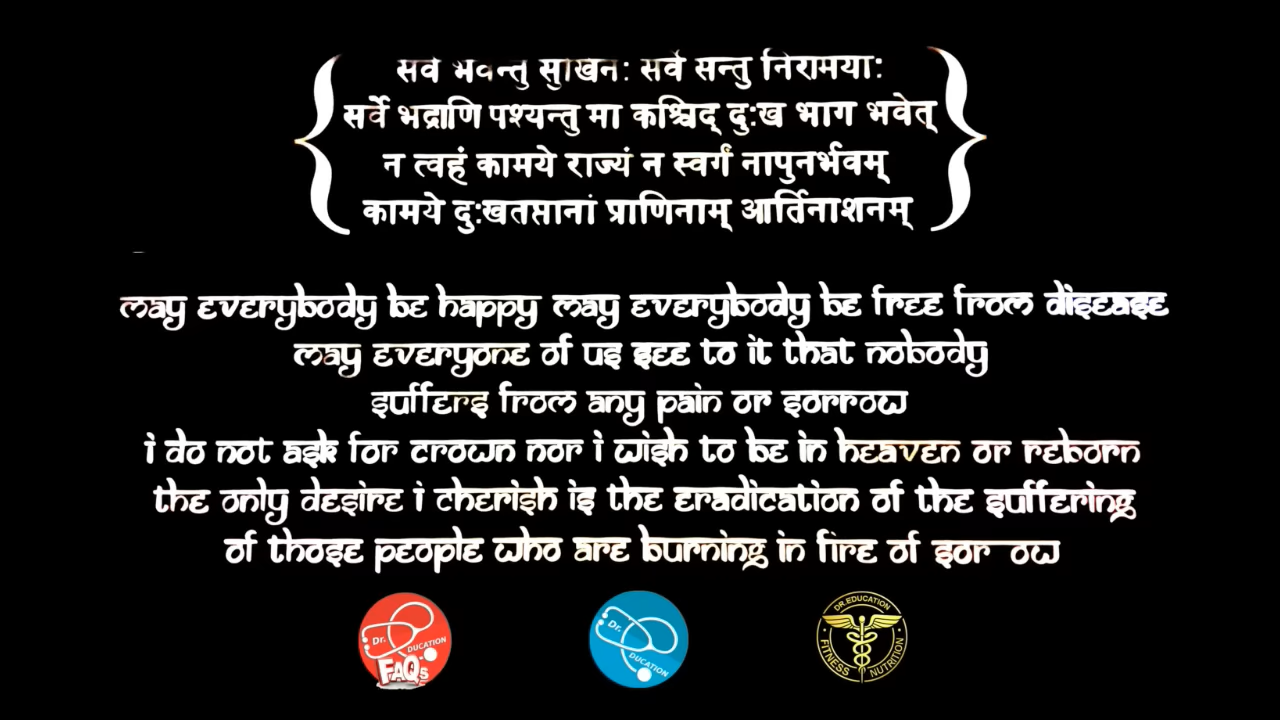 सर्वे भवन्तु सुखिन: सर्वे सन्तु निरामया:
सर्वे भद्राणि पश्यन्तु मा कश्चिद् दु:ख भाग भवेत्
न त्वहं कामये राज्यं न स्वर्गं नापुनर्भवम्
कामये दु:खतप्तानां प्राणिनाम् आर्तिनाशनम्
may everybody be happy may everybody be free from disease
may everyone of us see to it that nobody
suffers from any pain or sorrow
i do not ask for crown nor i wish to be in heaven or reborn
the only desire i cherish is the eradication of the suffering
of those people who are burning in fire of sor ow
Dr. DUCATION
FAQs
Dr. DUCATION
DR.EDUCATION
FITNESS NUTRITION